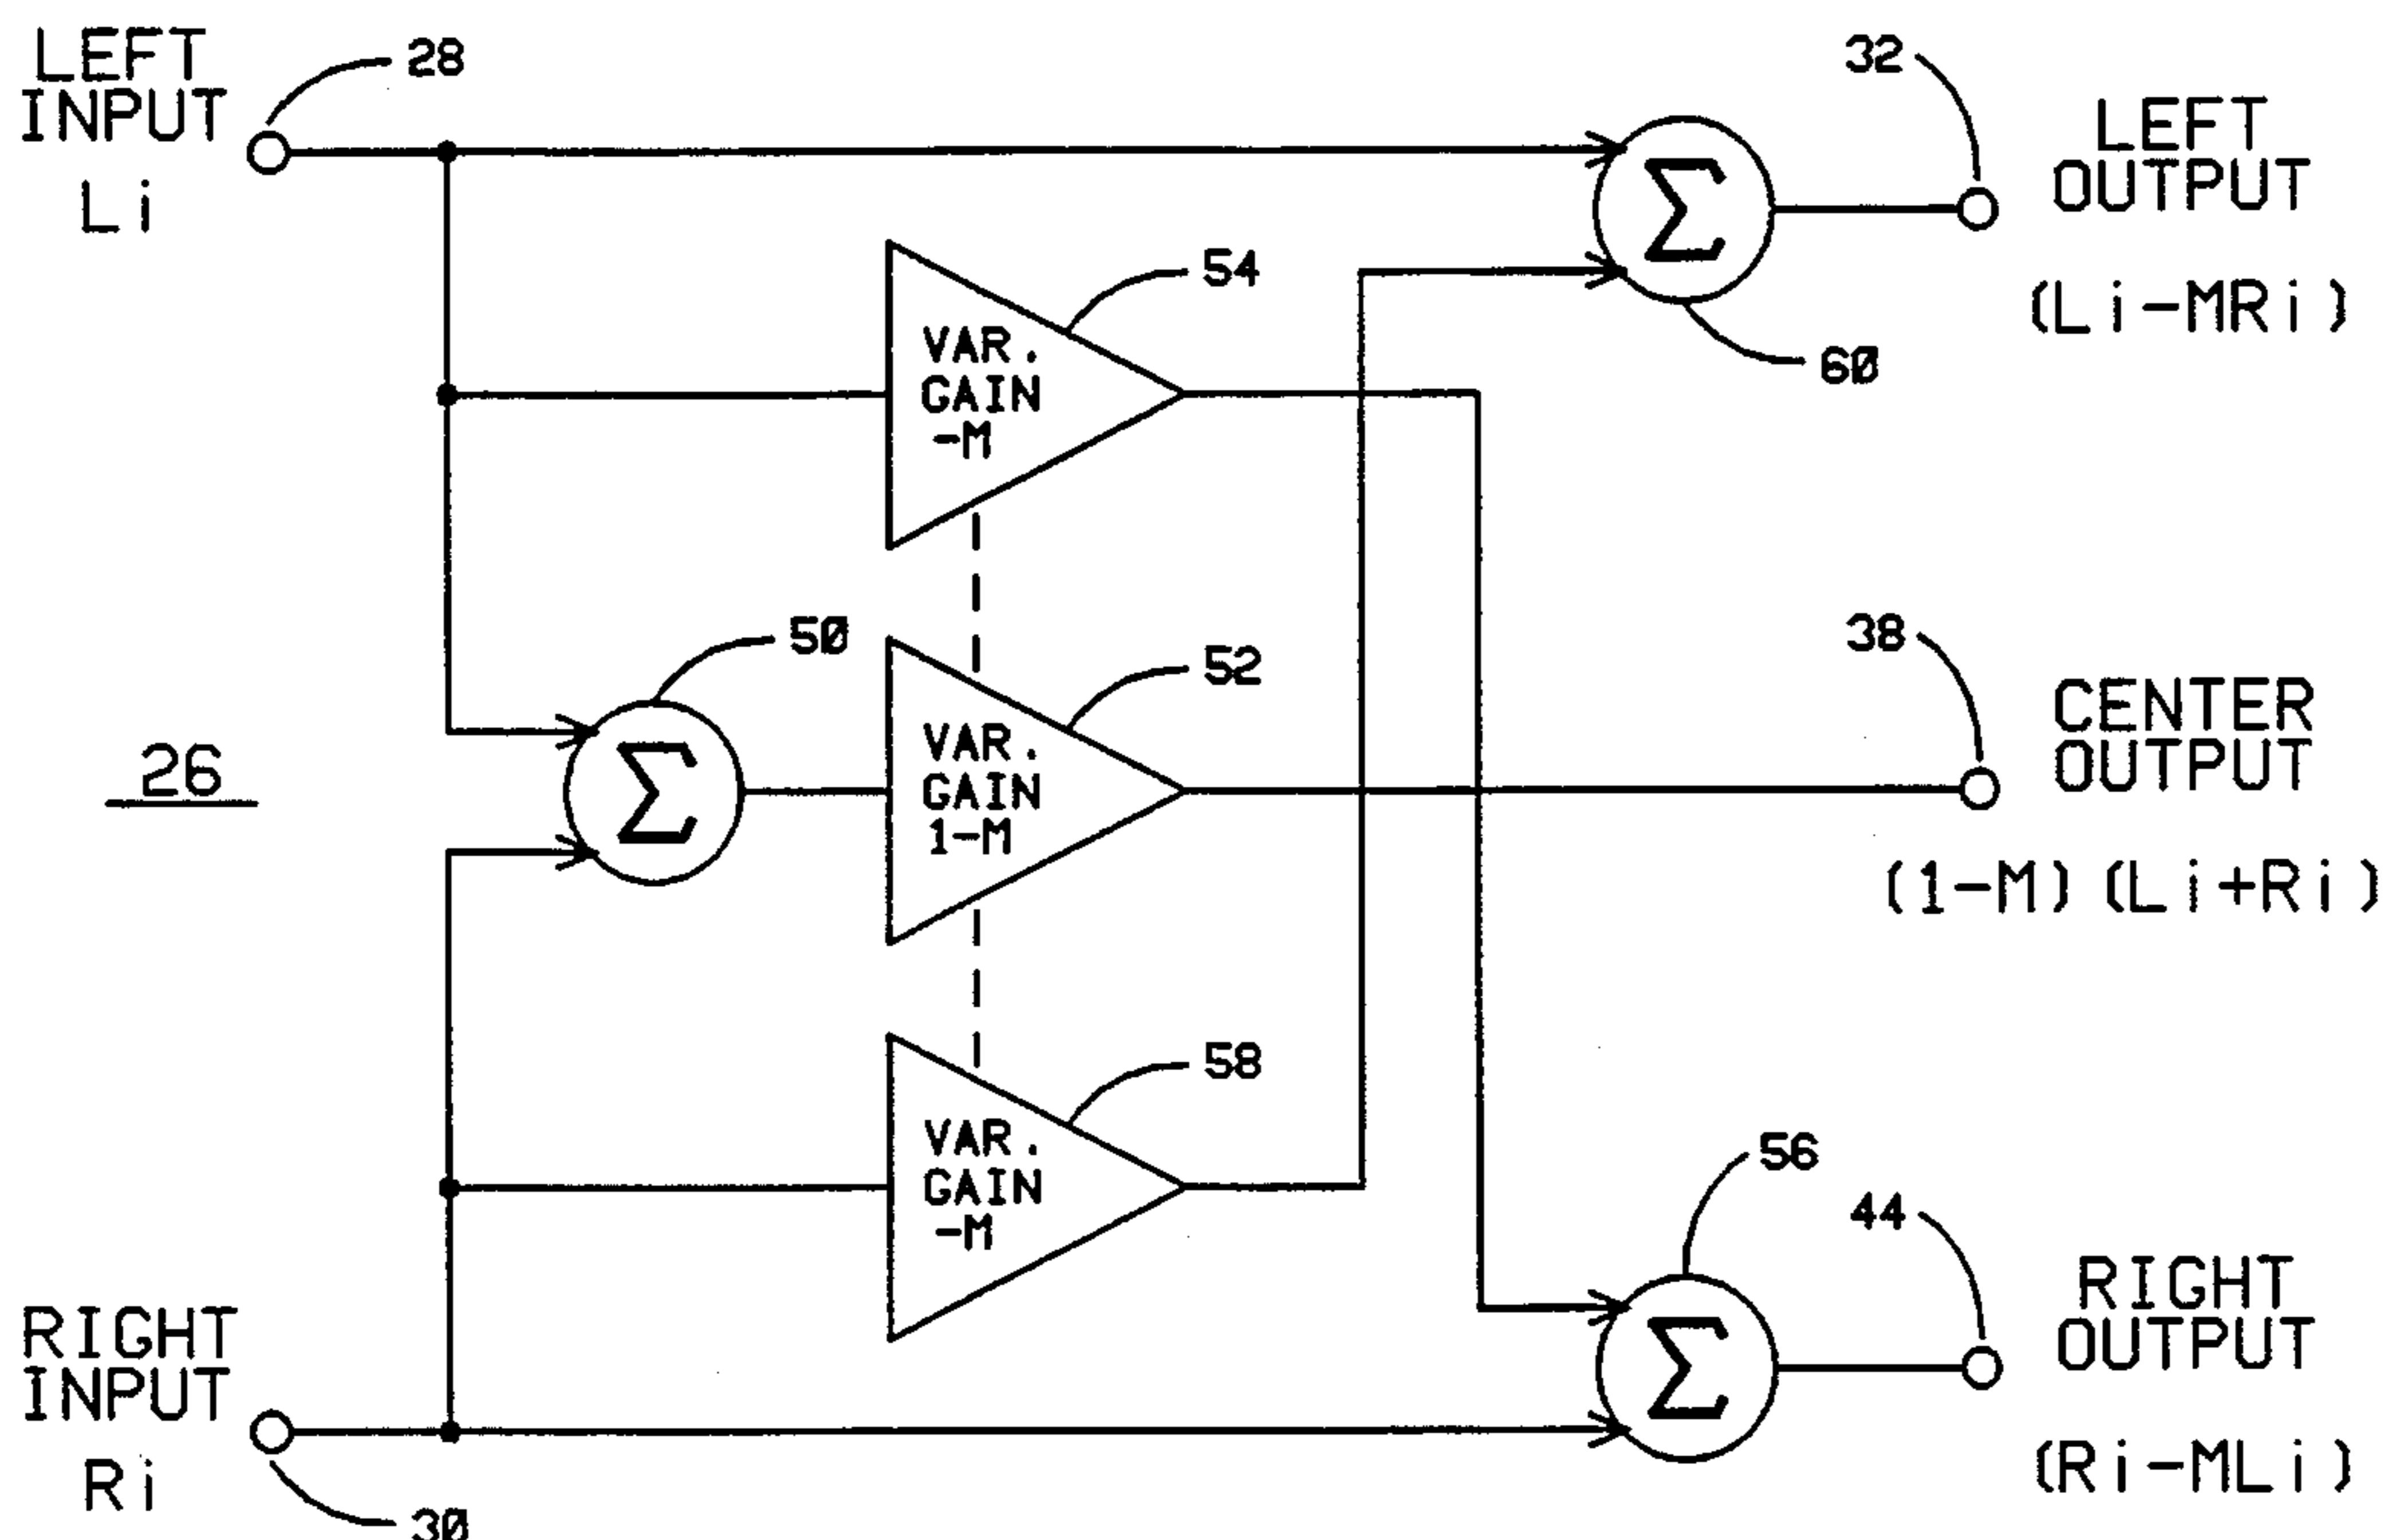 LEFT
INPUT
Li
28
32
LEFT
OUTPUT
(Li-MRi)
54
VAR.
GAIN
-M
Σ
60
50
52
VAR.
GAIN
1-M
Σ
38
CENTER
OUTPUT
(1-M)(Li+Ri)
26
58
VAR.
GAIN
-M
56
44
Σ
RIGHT
OUTPUT
(Ri-MLi)
RIGHT
INPUT
Ri
30